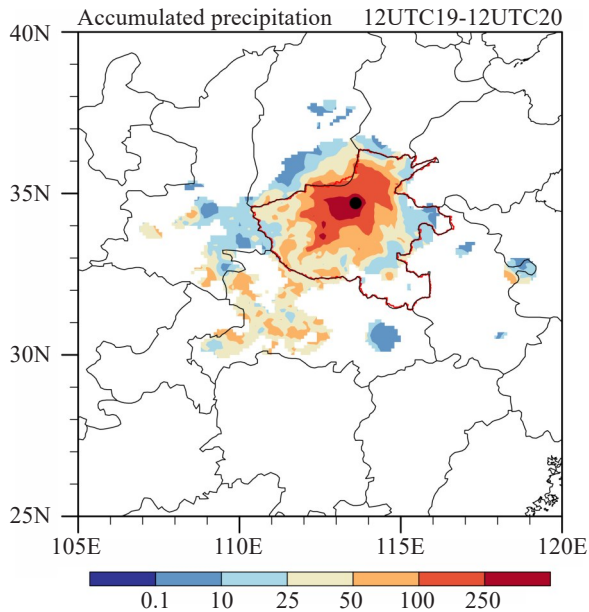 Accumulated precipitation 12UTC19-12UTC20
40N
35N
30N
25N
105E 110E 115E 120E
0.1 10 25 50 100 250